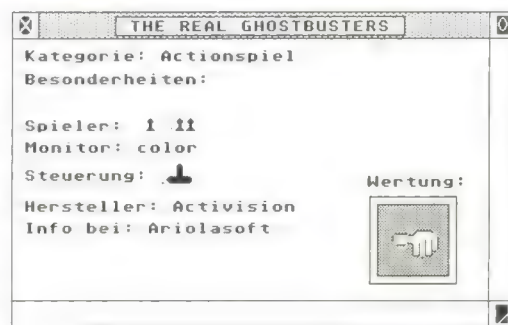 THE REAL GHOSTBUSTERS
Kategorie: Actionspiel
Besonderheiten:
Spieler:
Monitor: color
Steuerung:
Wertung:
Hersteller: Activision
Info bei: Ariolasoft